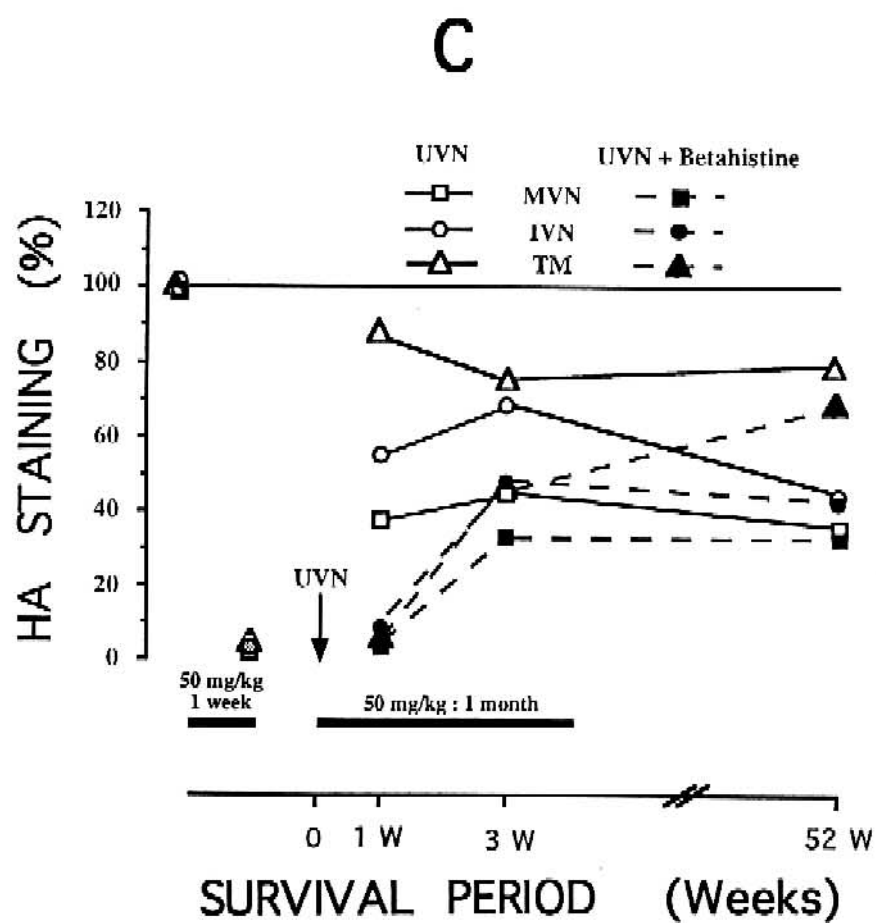 C
UVN UVN + Betahistine
MVN
IVN
TM
HA STAINING (%)
120
100
80
60
40
20
0
UVN
50 mg/kg
1 week
50 mg/kg : 1 month
0 1 W 3 W 52 W
SURVIVAL PERIOD (Weeks)